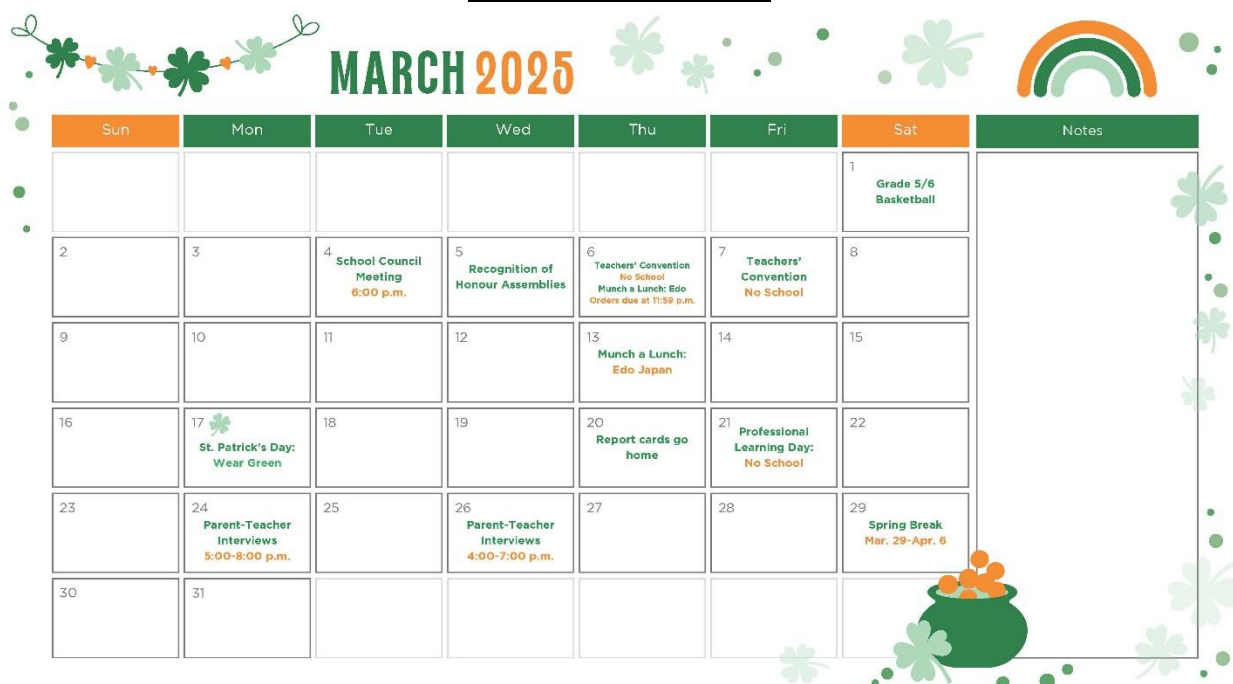 MARCH 2025
Sun Mon Tue Wed Thu Fri Sat Notes
1
Grade 5/6
Basketball
2
3
4
School Council
Meeting
6:00 p.m.
5
Recognition of
Honour Assemblies
6
Teachers' Convention
No School
Munch a Lunch: Edo
Orders due at 11:59 p.m.
7
Teachers'
Convention
No School
8
9
10
11
12
13
Munch a Lunch:
Edo Japan
14
15
16
17
St. Patrick's Day:
Wear Green
18
19
20
Report cards go
home
21
Professional
Learning Day:
No School
22
23
24
Parent-Teacher
Interviews
5:00-8:00 p.m.
25
26
Parent-Teacher
Interviews
4:00-7:00 p.m.
27
28
29
Spring Break
Mar. 29-Apr. 6
30
31